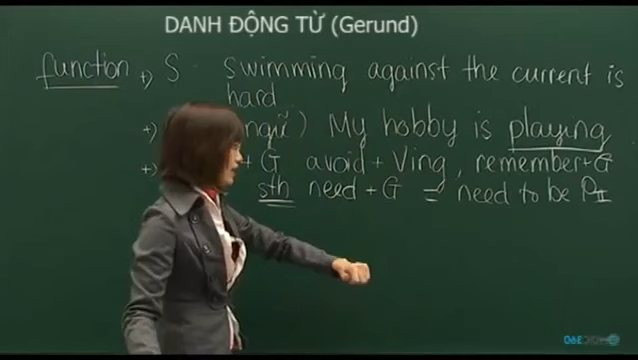 DANH ĐỘNG TỪ (Gerund)
function +) S swimming against the current is
hard
+) ngữ) My hobby is playing
+) + G avoid + Ving, remember + G
sth need + G = need to be PII